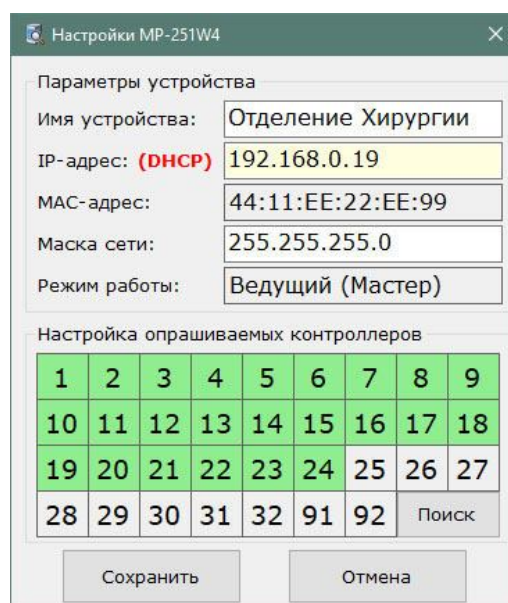 Настройки MP-251W4
Параметры устройства
Имя устройства: Отделение Хирургии
IP-адрес: (DHCP) 192.168.0.19
MAC-адрес: 44:11:EE:22:EE:99
Маска сети: 255.255.255.0
Режим работы: Ведущий (Мастер)
Настройка опрашиваемых контроллеров
1 2 3 4 5 6 7 8 9
10 11 12 13 14 15 16 17 18
19 20 21 22 23 24 25 26 27
28 29 30 31 32 91 92 Поиск
Сохранить Отмена